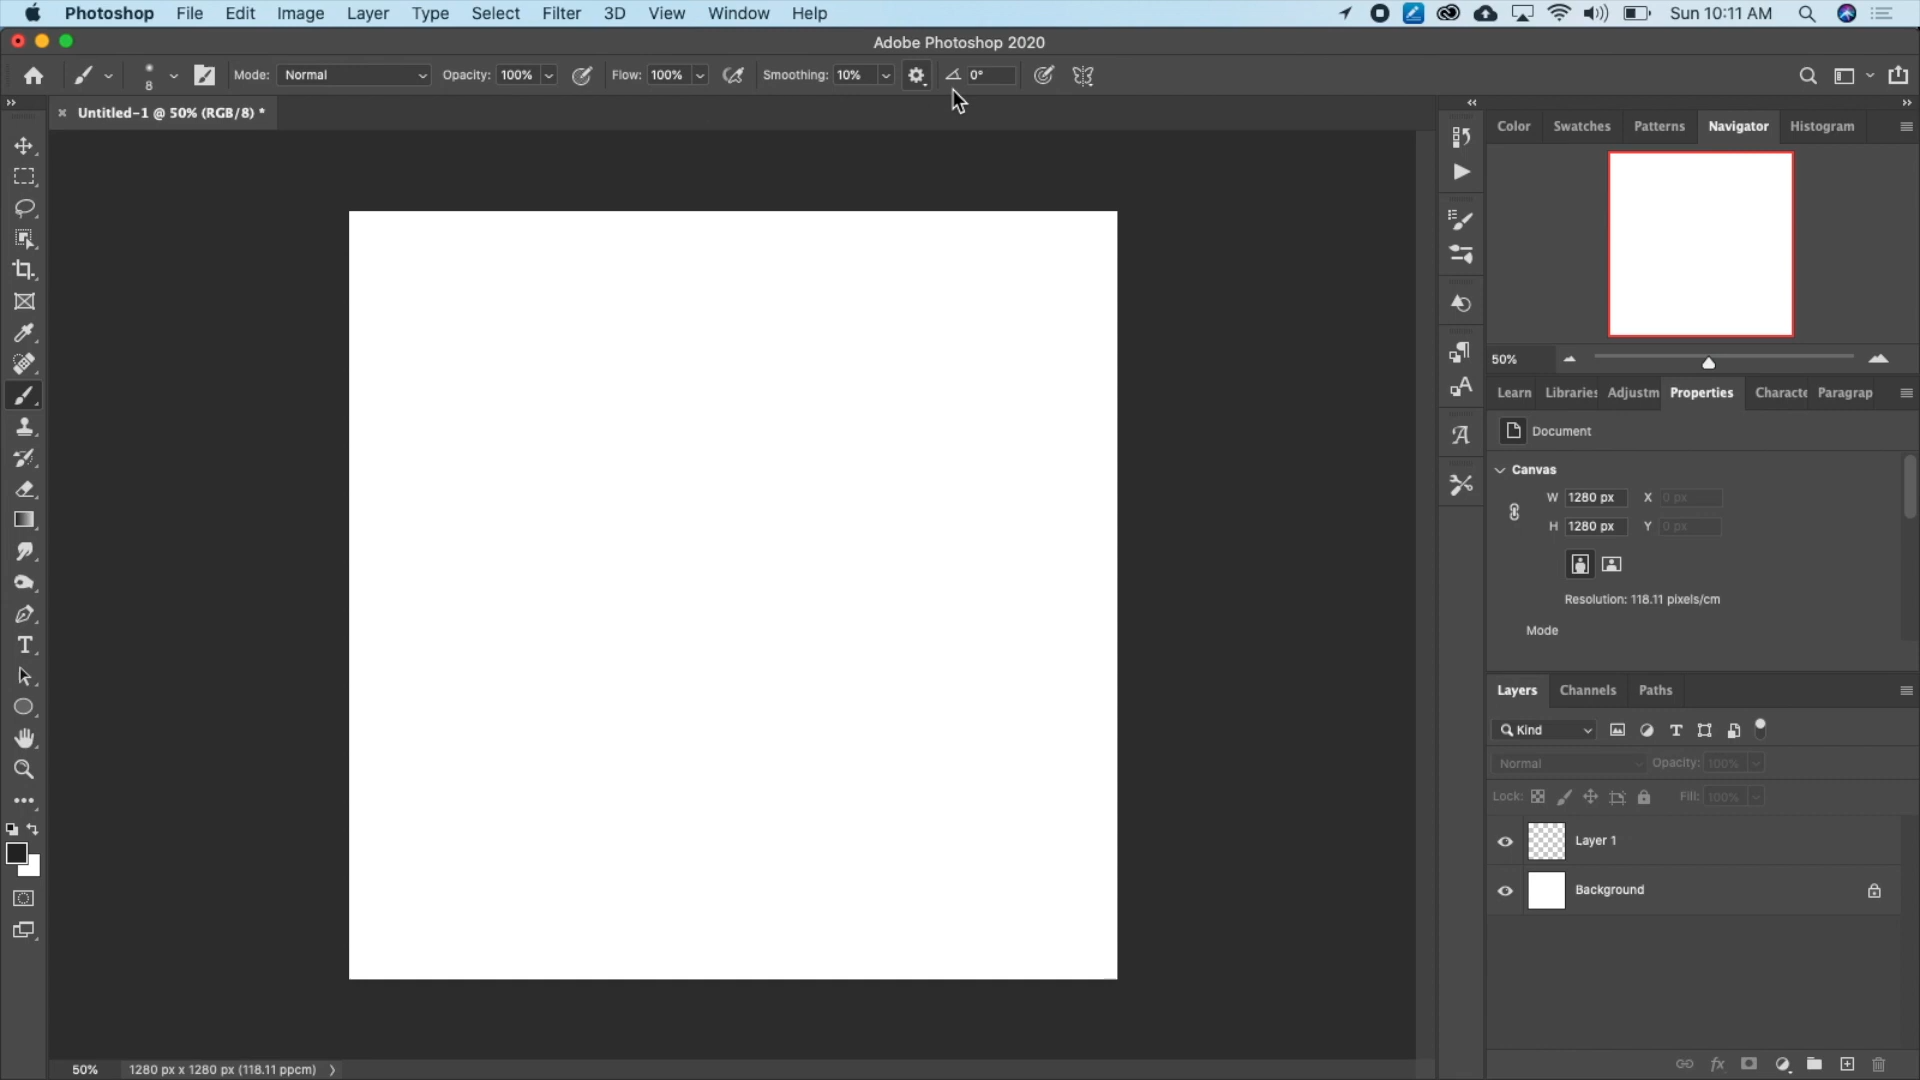 Photoshop File Edit Image Layer Type Select Filter 3D View Window Help Sun 10:11 AM
Adobe Photoshop 2020
8 Mode: Normal Opacity: 100% Flow: 100% Smoothing: 10% 0°
Untitled-1 @ 50% (RGB/8) *
Color Swatches Patterns Navigator Histogram
50%
Learn Libraries Adjustm Properties Characte Paragrap
Document
Canvas
W 1280 px X 0 px
H 1280 px Y 0 px
Resolution: 118.11 pixels/cm
Mode
Layers Channels Paths
Kind
Normal Opacity: 100%
Lock: Fill: 100%
Layer 1
Background
50% 1280 px x 1280 px (118.11 ppcm)